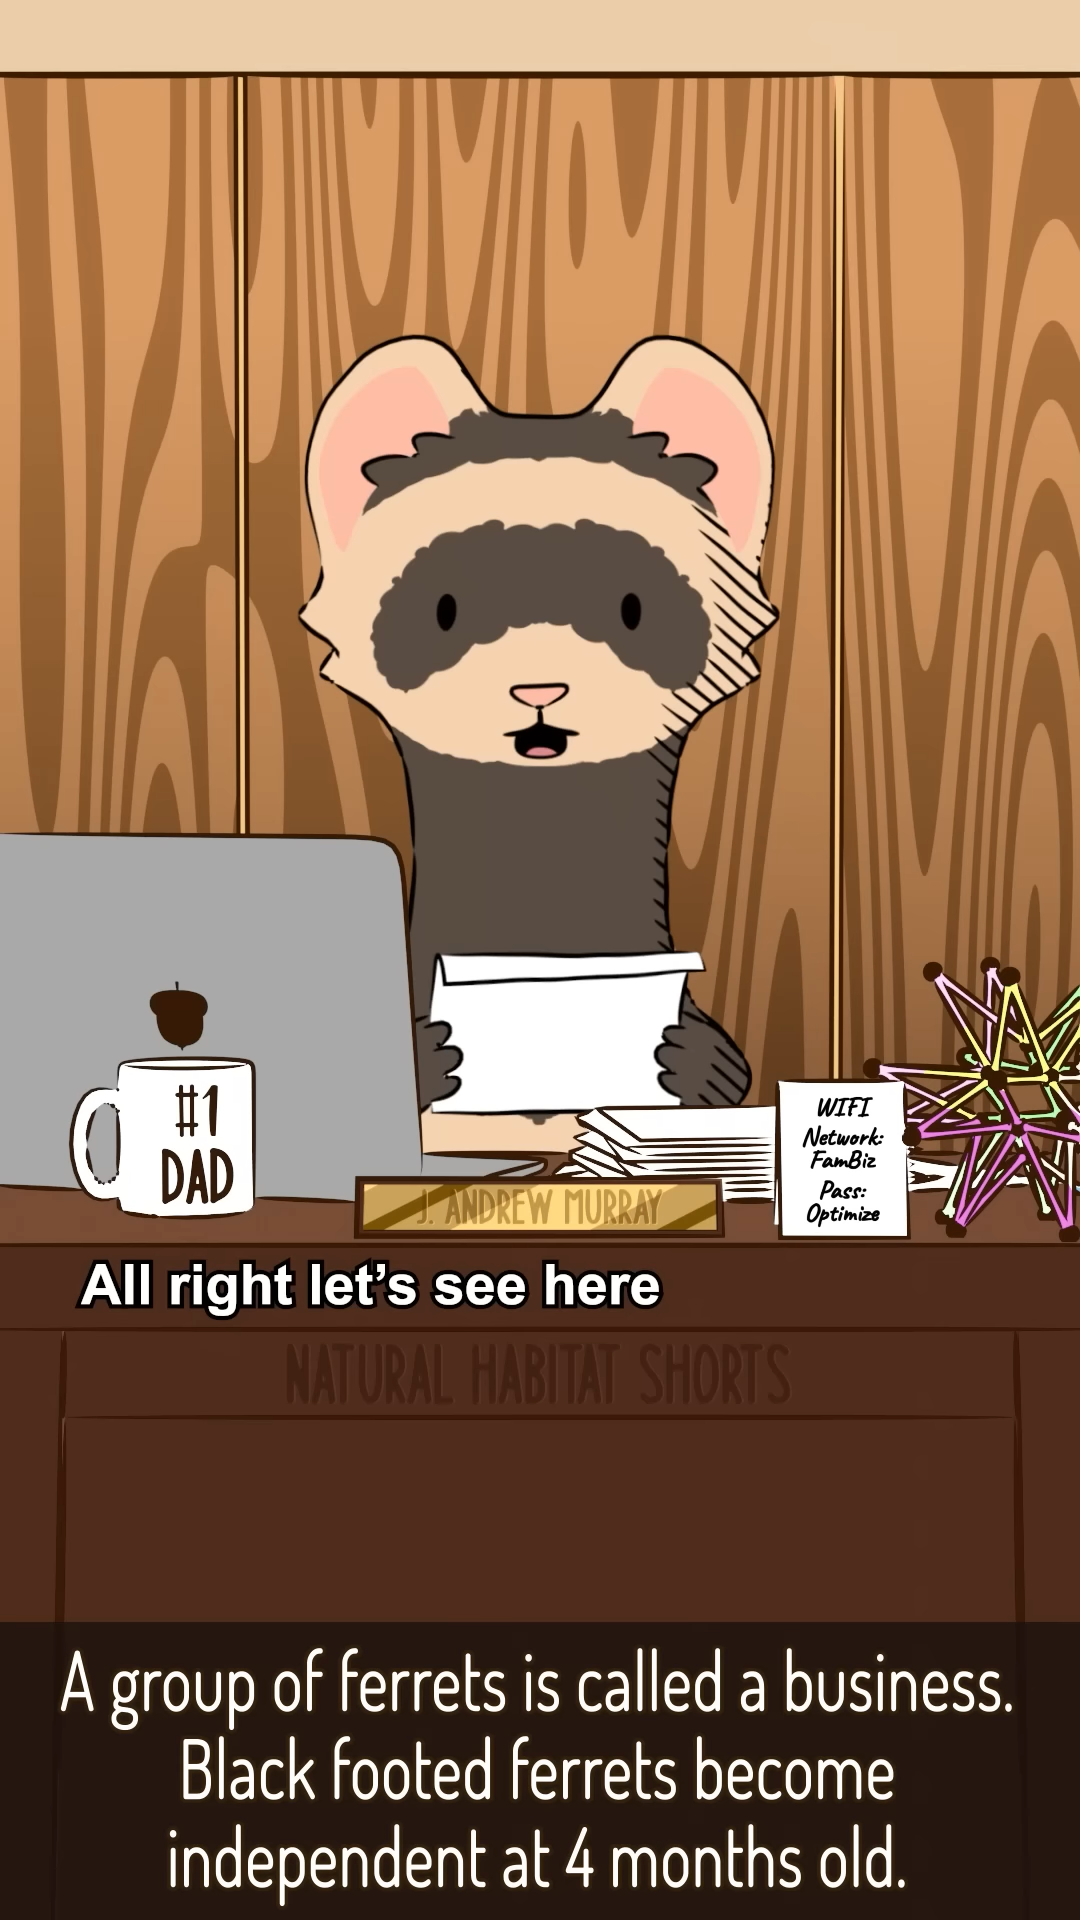 #1
DAD
WIFI
Network:
FamBiz
Pass:
Optimize
J. ANDREW MURRAY
All right let’s see here
NATURAL HABITAT SHORTS
A group of ferrets is called a business.
Black footed ferrets become
independent at 4 months old.